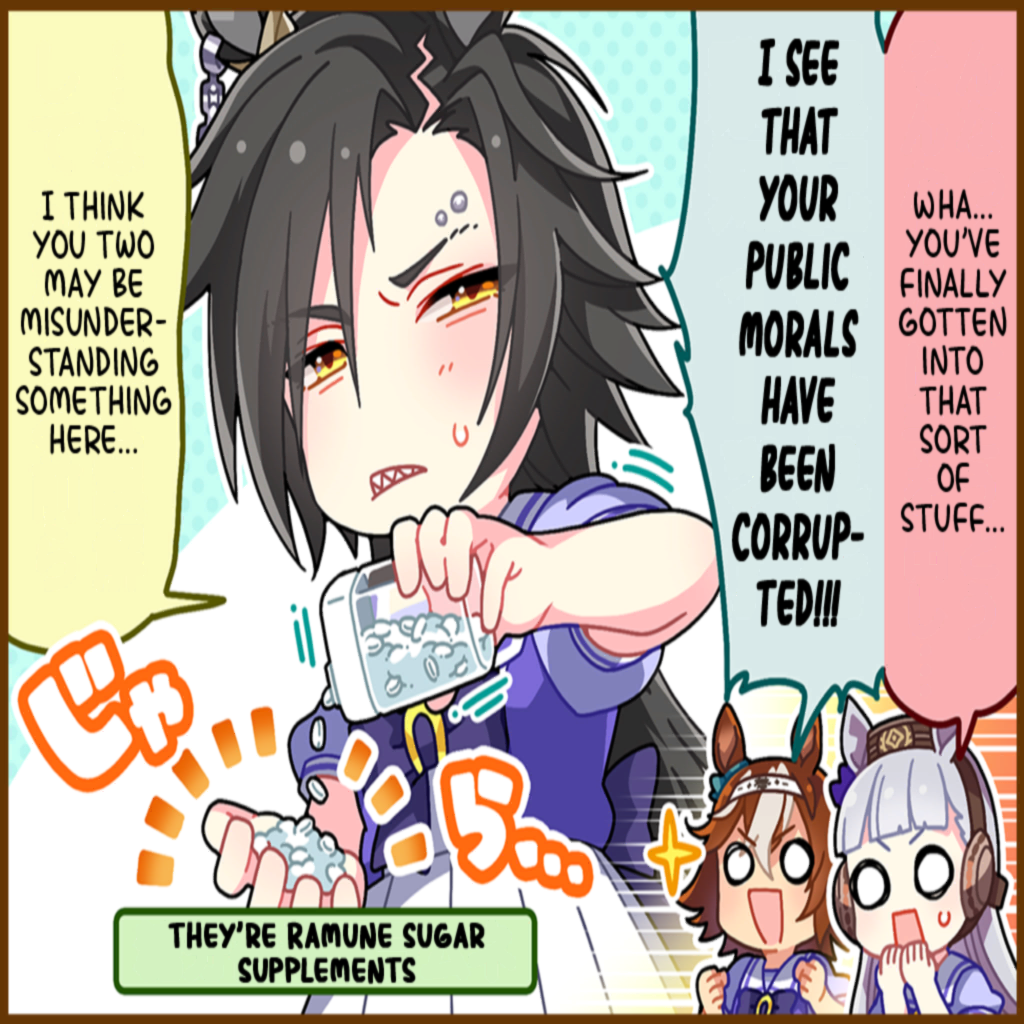 WHA...
YOU'VE
FINALLY
GOTTEN
INTO
THAT
SORT
OF
STUFF...
I SEE
THAT
YOUR
PUBLIC
MORALS
HAVE
BEEN
CORRUP-
TED!!!
I THINK
YOU TWO
MAY BE
MISUNDER-
STANDING
SOMETHING
HERE...
じゃ
ら...
THEY'RE RAMUNE SUGAR
SUPPLEMENTS